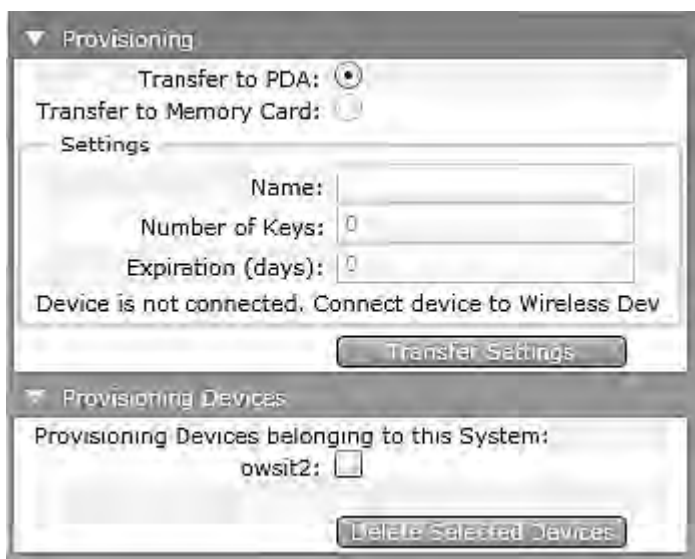 Provisioning
Transfer to PDA:
Transfer to Memory Card:
Settings
Name:
Number of Keys: 0
Expiration (days): 0
Device is not connected. Connect device to Wireless Dev
Transfer Settings
Provisioning Devices
Provisioning Devices belonging to this System:
owsit2:
Delete Selected Devices